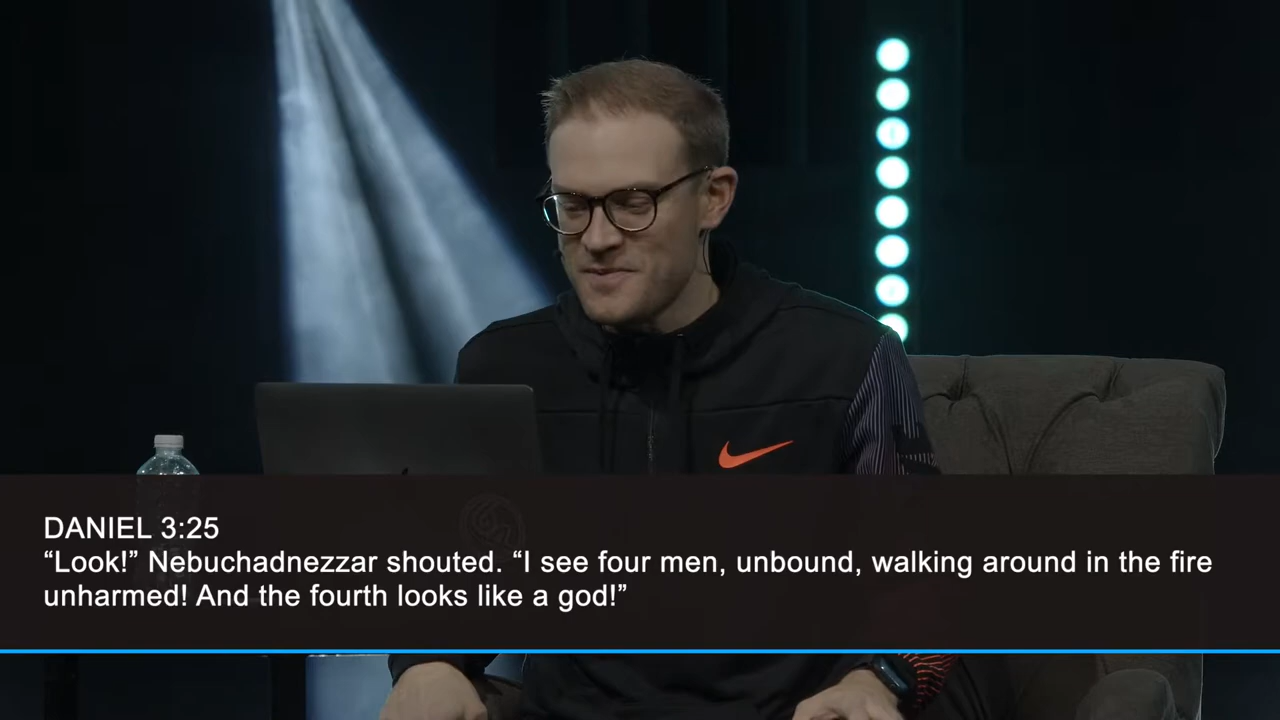 DANIEL 3:25
“Look!” Nebuchadnezzar shouted. “I see four men, unbound, walking around in the fire
unharmed! And the fourth looks like a god!”